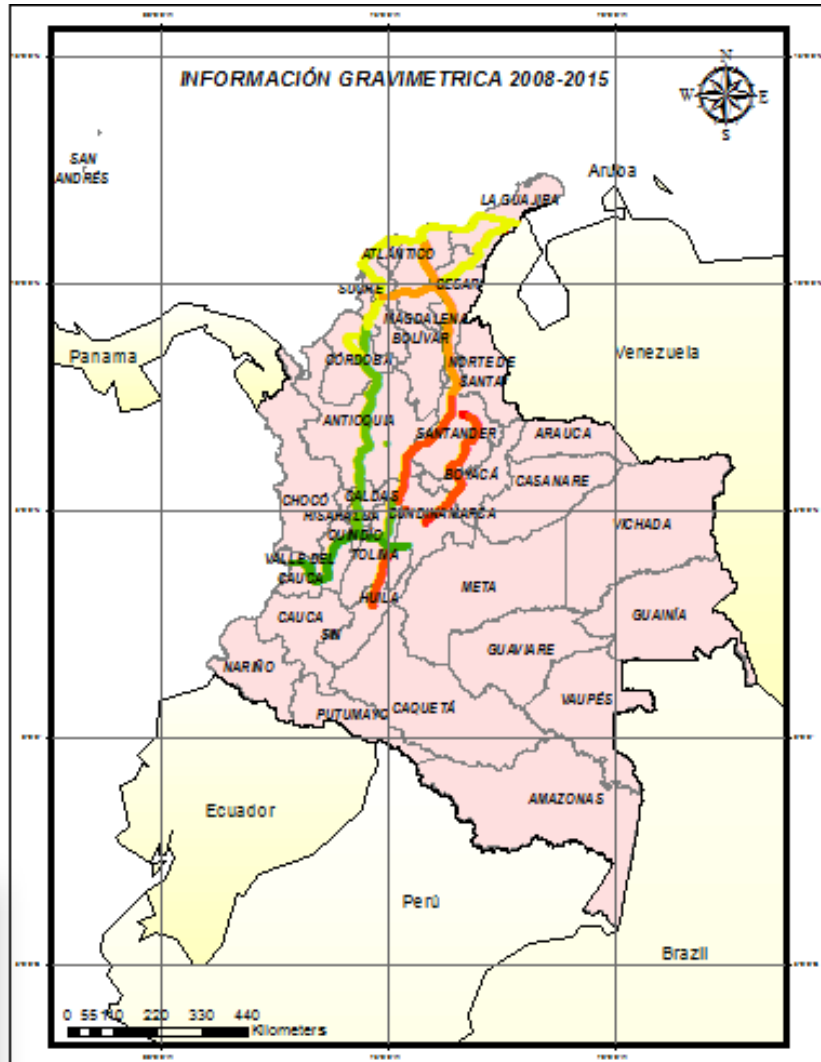 INFORMACIÓN GRAVIMETRICA 2008-2015
N
W E
S
SAN
ANDRÉS
Aruba
LA GUAJIRA
ATLÁNTICO
SUCRE
CESAR
MAGDALENA
BOLÍVAR
Panama
Venezuela
CÓRDOBA
NORTE DE
SANTA
ANTIOQUIA
SANTANDER
ARAUCA
BOYACÁ
CASANARE
CHOCÓ
CALDAS
RISARALDA
CUNDINAMARCA
VICHADA
QUINDIO
TOLIMA
VALLE DEL
CAUCA
META
HUILA
GUAINÍA
CAUCA
SIN
GUAVIARE
NARIÑO
VAUPÉS
PUTUMAYO
CAQUETÁ
AMAZONAS
Ecuador
Perú
Brazil
0 55 110 220 330 440
Kilometers